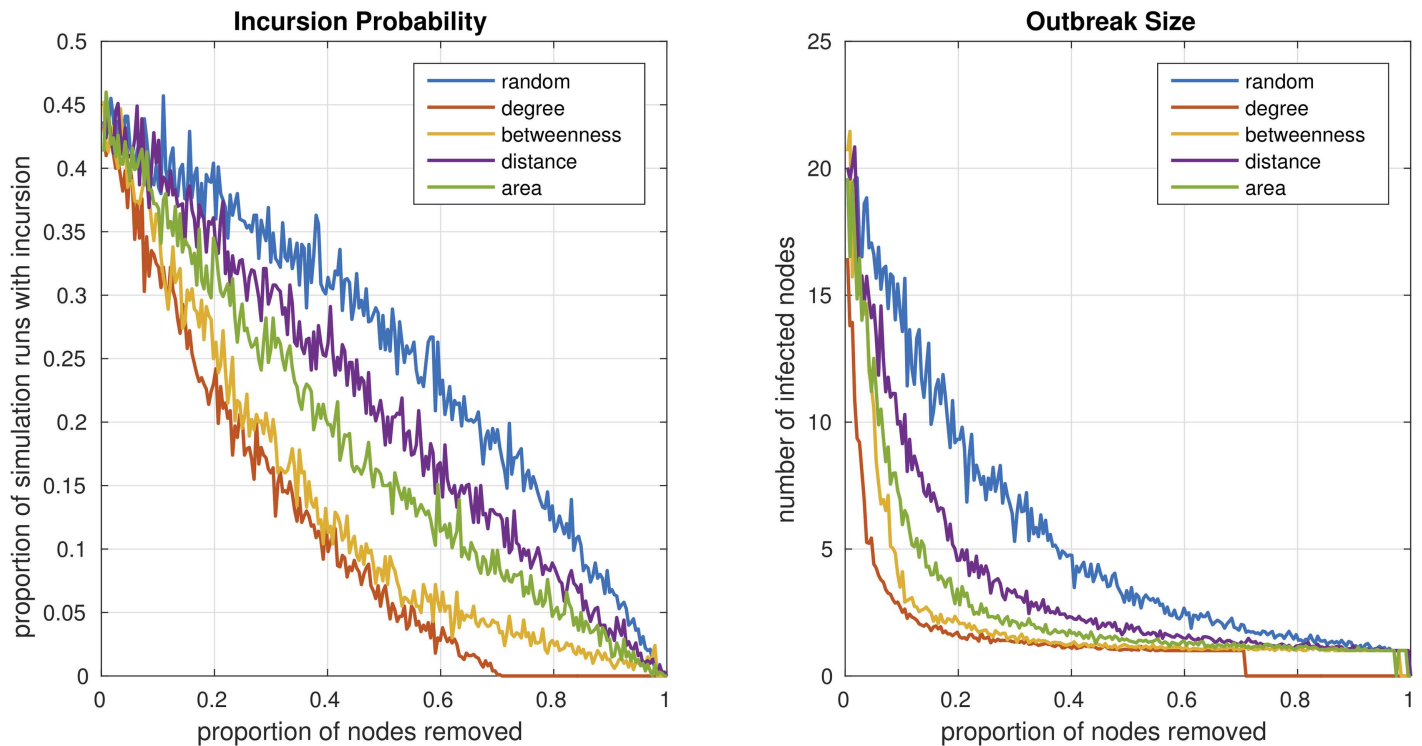 Incursion Probability
proportion of simulation runs with incursion
0.5
0.45
0.4
0.35
0.3
0.25
0.2
0.15
0.1
0.05
0
random
degree
betweenness
distance
area
0
0.2
0.4
0.6
0.8
1
proportion of nodes removed
Outbreak Size
number of infected nodes
25
20
15
10
5
0
random
degree
betweenness
distance
area
0
0.2
0.4
0.6
0.8
1
proportion of nodes removed